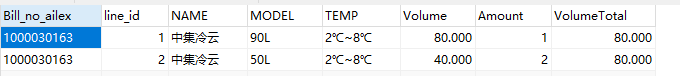 Bill_no_ailex line_id NAME MODEL TEMP Volume Amount VolumeTotal
1000030163 1 中集冷云 90L 2℃~8℃ 80.000 1 80.000
1000030163 2 中集冷云 50L 2℃~8℃ 40.000 2 80.000